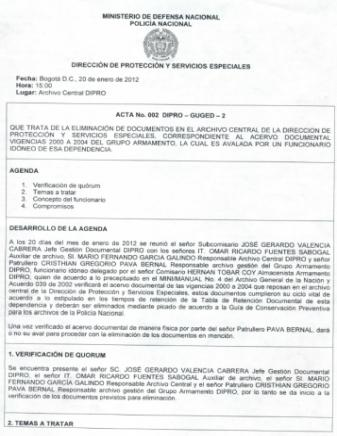 MINISTERIO DE DEFENSA NACIONAL
POLICÍA NACIONAL
DIRECCIÓN DE PROTECCIÓN Y SERVICIOS ESPECIALES
Fecha: Bogotá D.C., 20 de enero de 2012
Hora: 15:00
Lugar: Archivo Central DIPRO
ACTA No. 002 DIPRO – GUGED – 2
QUE TRATA DE LA ELIMINACIÓN DE DOCUMENTOS EN EL ARCHIVO CENTRAL DE LA DIRECCION DE
PROTECCIÓN Y SERVICIOS ESPECIALES, CORRESPONDIENTE AL ACERVO DOCUMENTAL
VIGENCIAS 2000 A 2004 DEL GRUPO ARMAMENTO, LA CUAL ES AVALADA POR UN FUNCIONARIO
IDONEO DE ESA DEPENDENCIA.
AGENDA
1. Verificación de quórum
2. Temas a tratar
3. Concepto del funcionario
4. Compromisos
DESARROLLO DE LA AGENDA
A los 20 días del mes de enero de 2012 se reunió el señor Subcomisario JOSÉ GERARDO VALENCIA
CABRERA Jefe Gestión Documental DIPRO con los señores IT. OMAR RICARDO FUENTES SABOGAL
Auxiliar de archivo, SI. MARIO FERNANDO GARCIA GALINDO Responsable Archivo Central DIPRO y señor
Patrullero CRISTHIAN GREGORIO PAVA BERNAL Responsable archivo gestión del Grupo Armamento
DIPRO, funcionario idóneo delegado por el señor Comisario HERNAN TOBAR COY Almacenista Armamento
DIPRO, quien de acuerdo a lo preceptuado en el MINI/MANUAL No. 4 del Archivo General de la Nación y
Acuerdo 039 de 2002 verificará el acervo documental de las vigencias 2000 a 2004 que reposan en el archivo
central de la Dirección de Protección y Servicios Especiales, estos documentos cumplieron su ciclo vital de
acuerdo a lo estipulado en los tiempos de retención de la Tabla de Retención Documental de esta
dependencia y deberán ser eliminados mediante picado de acuerdo a la Guía de Conservación Preventiva
para los archivos de la Policía Nacional.
Una vez verificado el acervo documental de manera física por parte del señor Patrullero PAVA BERNAL, dará
o no su aval para proceder con la eliminación de los documentos en mención.
1. VERIFICACIÓN DE QUORUM
Se encuentra presente el señor SC. JOSÉ GERARDO VALENCIA CABRERA Jefe Gestión Documental
DIPRO, el señor IT. OMAR RICARDO FUENTES SABOGAL Auxiliar de archivo, el señor SI. MARIO
FERNANDO GARCÍA GALINDO Responsable Archivo Central y el señor Patrullero CRISTHIAN GREGORIO
PAVA BERNAL Responsable archivo gestión del Grupo Armamento DIPRO, por lo tanto se da inicio a la
verificación de los documentos previstos para eliminación.
2. TEMAS A TRATAR